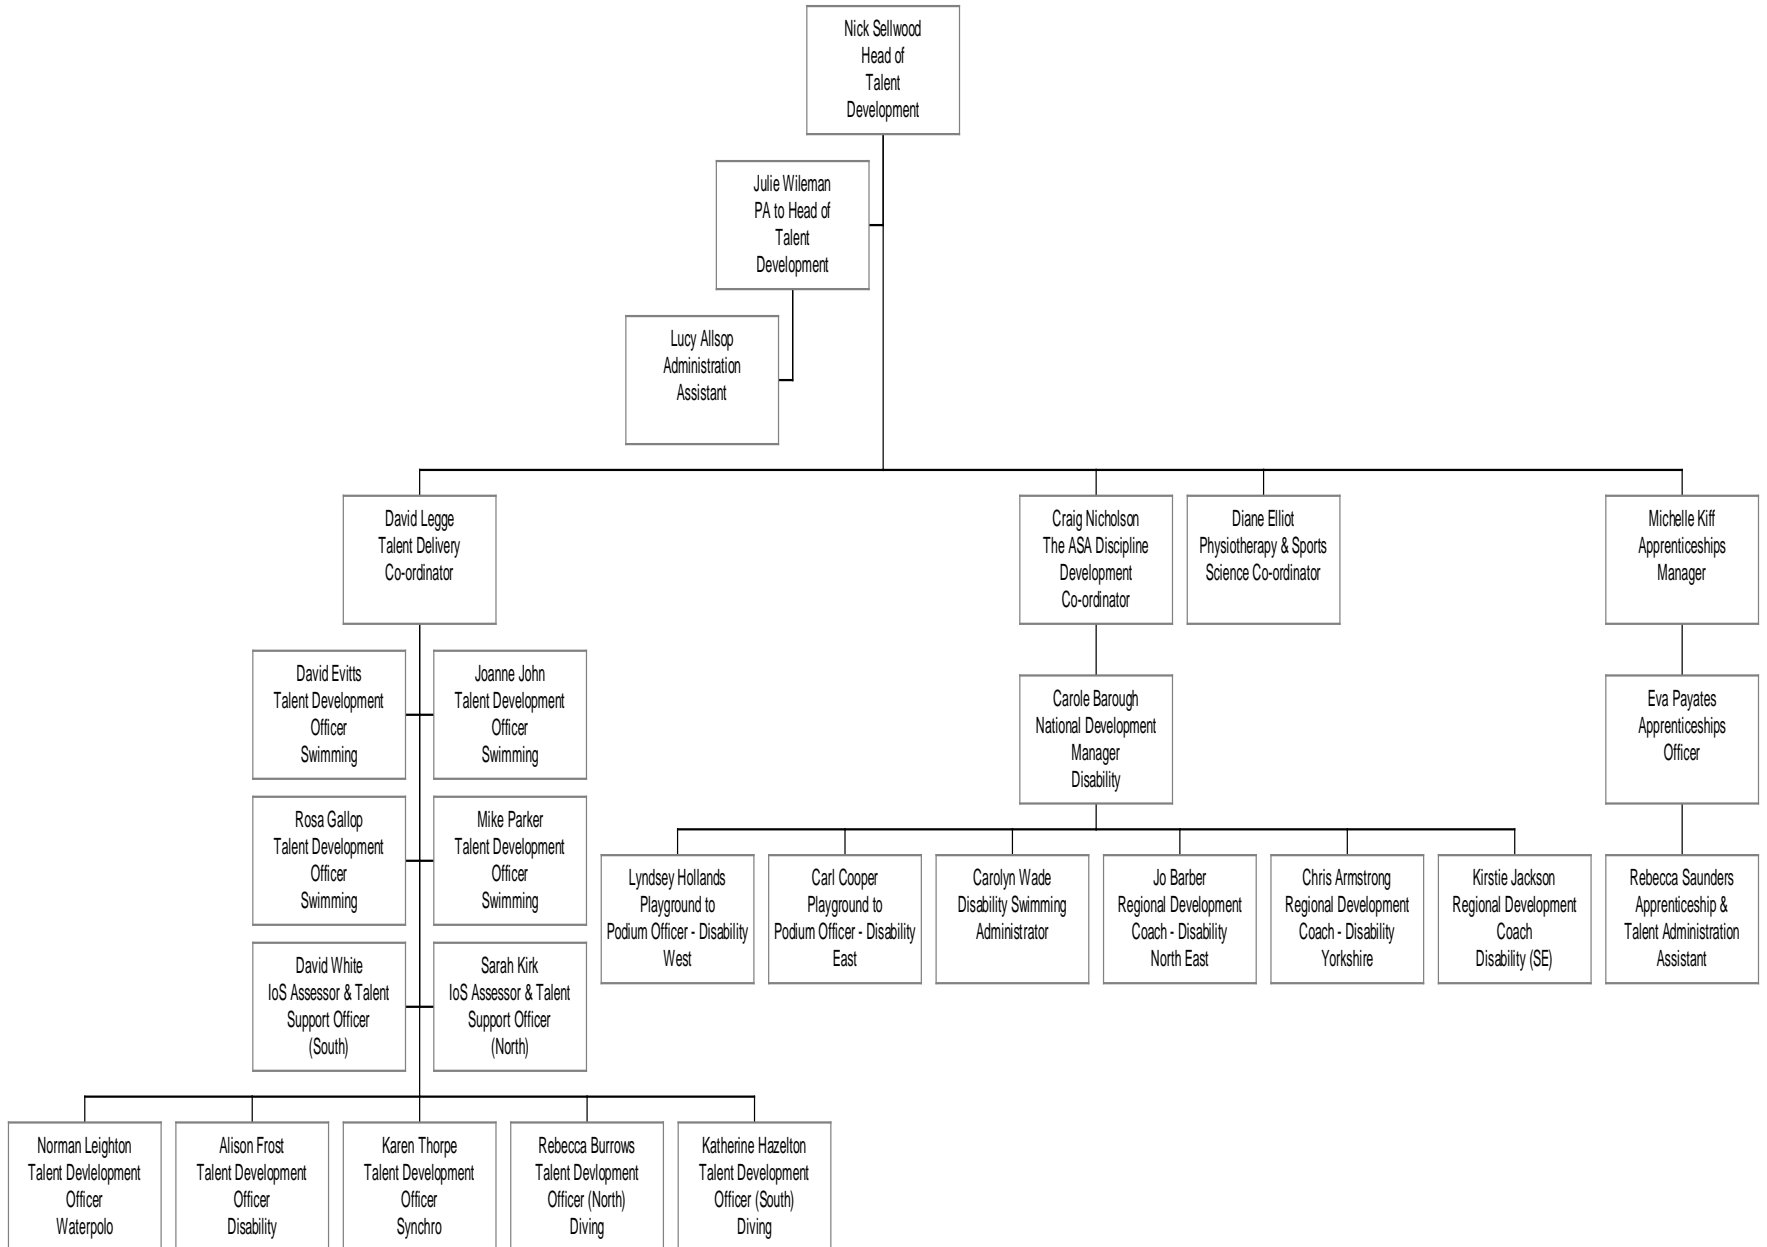 Nick Sellwood
Head of
Talent
Development
Julie Wileman
PA to Head of
Talent
Development
Lucy Allsop
Administration
Assistant
David Legge
Talent Delivery
Co-ordinator
Craig Nicholson
The ASA Discipline
Development
Co-ordinator
Diane Elliot
Physiotherapy & Sports
Science Co-ordinator
Michelle Kiff
Apprenticeships
Manager
David Evitts
Talent Development
Officer
Swimming
Joanne John
Talent Development
Officer
Swimming
Carole Barough
National Development
Manager
Disability
Eva Payates
Apprenticeships
Officer
Rosa Gallop
Talent Development
Officer
Swimming
Mike Parker
Talent Development
Officer
Swimming
Lyndsey Hollands
Playground to
Podium Officer - Disability
West
Carl Cooper
Playground to
Podium Officer - Disability
East
Carolyn Wade
Disability Swimming
Administrator
Jo Barber
Regional Development
Coach - Disability
North East
Chris Armstrong
Regional Development
Coach - Disability
Yorkshire
Kirstie Jackson
Regional Development
Coach
Disability (SE)
Rebecca Saunders
Apprenticeship &
Talent Administration
Assistant
David White
IoS Assessor & Talent
Support Officer
(South)
Sarah Kirk
IoS Assessor & Talent
Support Officer
(North)
Norman Leighton
Talent Devlelopment
Officer
Waterpolo
Alison Frost
Talent Development
Officer
Disability
Karen Thorpe
Talent Development
Officer
Synchro
Rebecca Burrows
Talent Devlopment
Officer (North)
Diving
Katherine Hazelton
Talent Development
Officer (South)
Diving